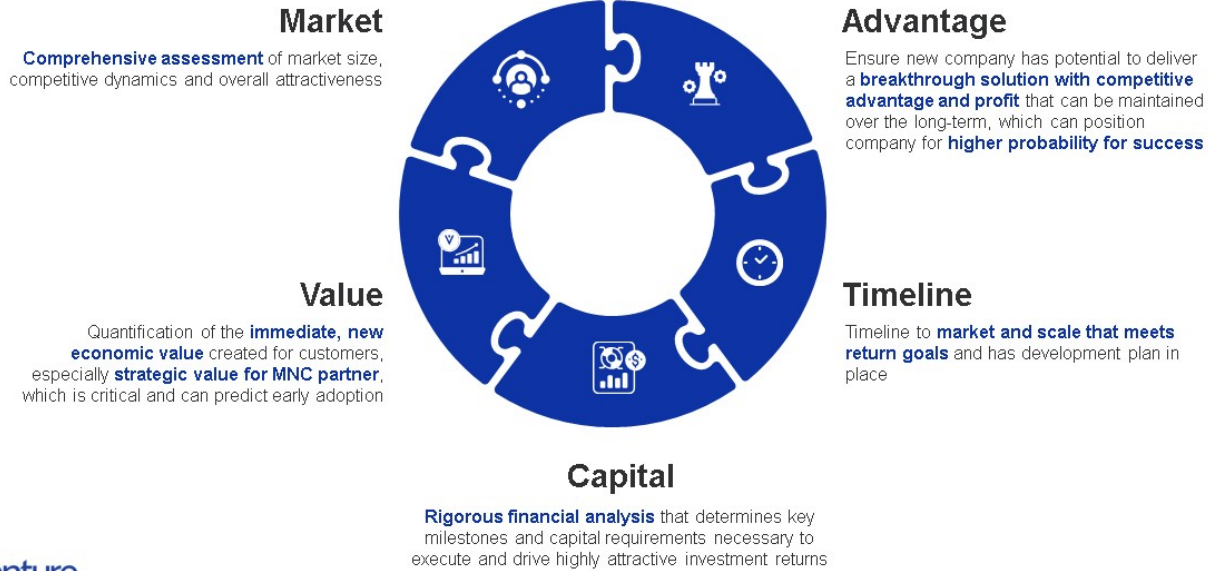 Market
Comprehensive assessment of market size,
competitive dynamics and overall attractiveness
Advantage
Ensure new company has potential to deliver
a breakthrough solution with competitive
advantage and profit that can be maintained
over the long-term, which can position
company for higher probability for success
Value
Quantification of the immediate, new
economic value created for customers,
especially strategic value for MNC partner,
which is critical and can predict early adoption
Timeline
Timeline to market and scale that meets
return goals and has development plan in
place
Capital
Rigorous financial analysis that determines key
milestones and capital requirements necessary to
execute and drive highly attractive investment returns